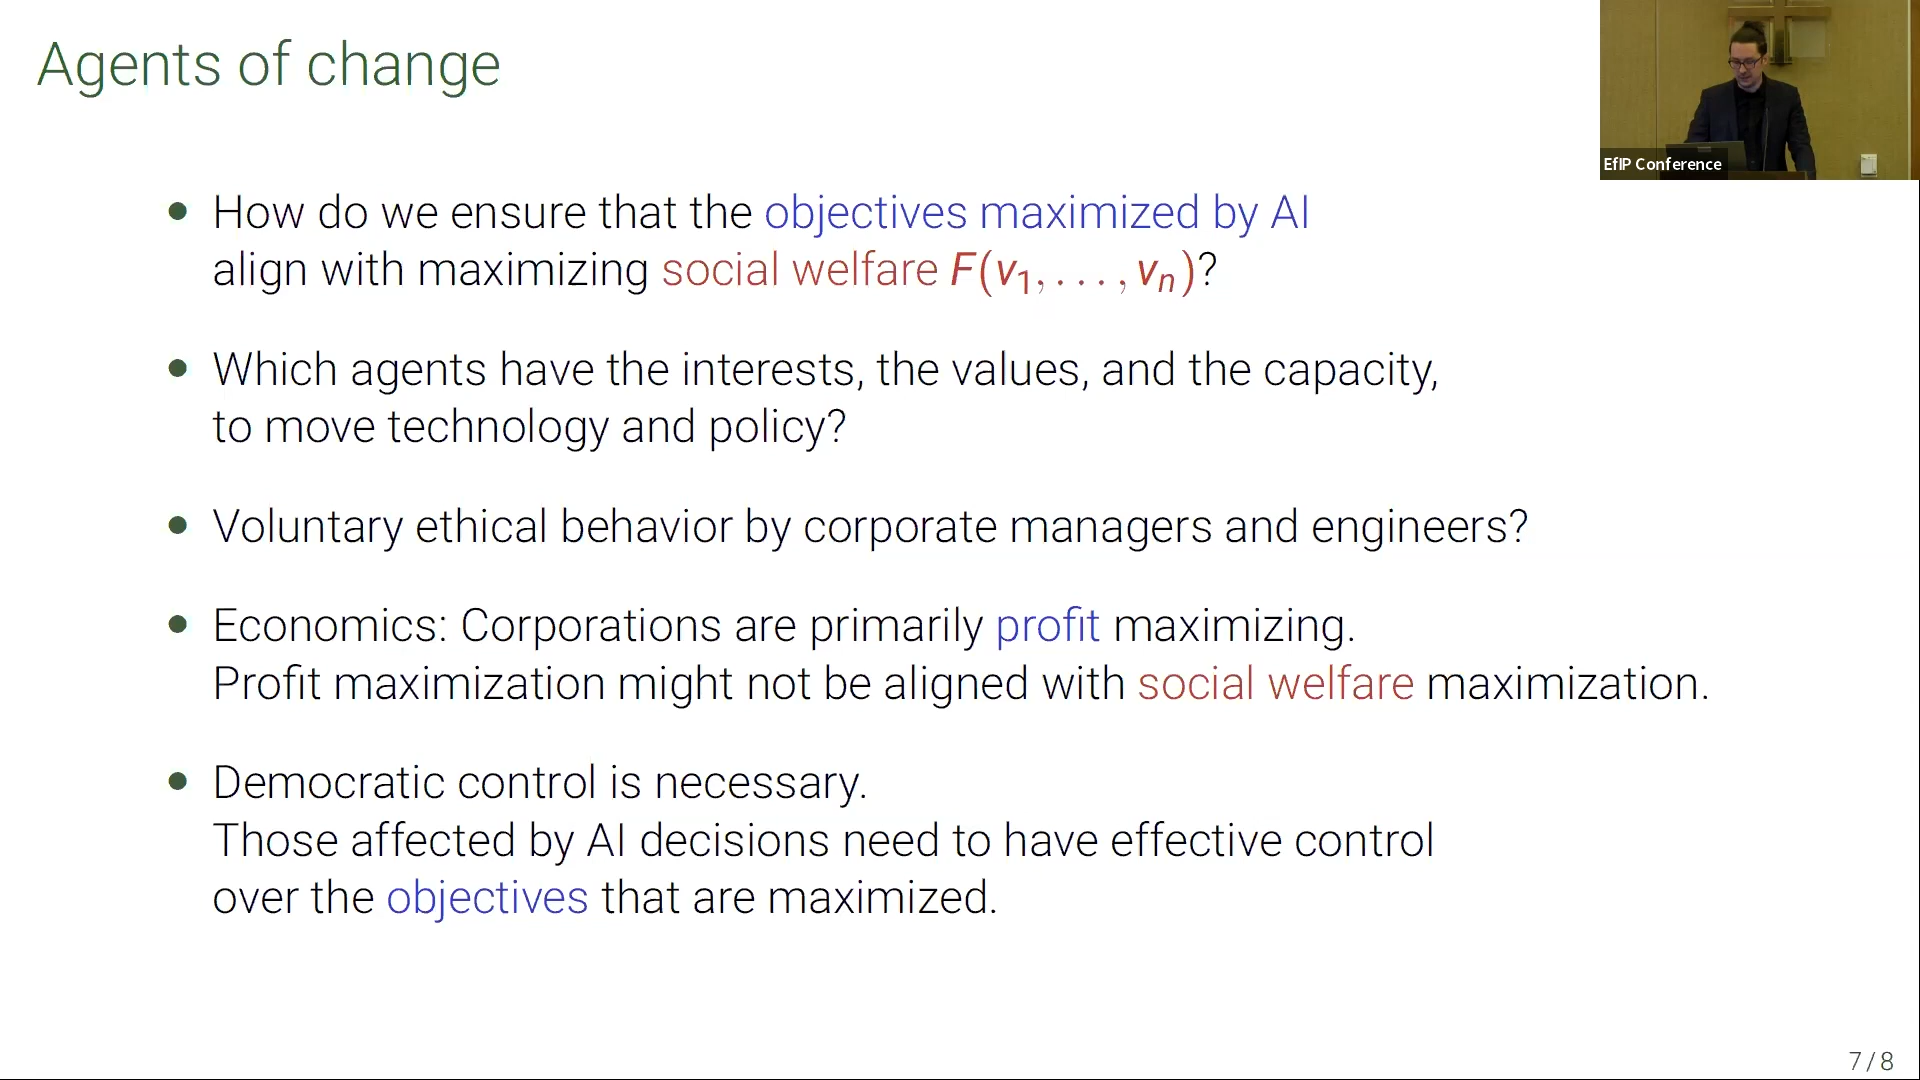 Agents of change
EfIP Conference
• How do we ensure that the objectives maximized by AI
align with maximizing social welfare F(v₁, . . . , vₙ)?
• Which agents have the interests, the values, and the capacity,
to move technology and policy?
• Voluntary ethical behavior by corporate managers and engineers?
• Economics: Corporations are primarily profit maximizing.
Profit maximization might not be aligned with social welfare maximization.
• Democratic control is necessary.
Those affected by AI decisions need to have effective control
over the objectives that are maximized.
7 / 8